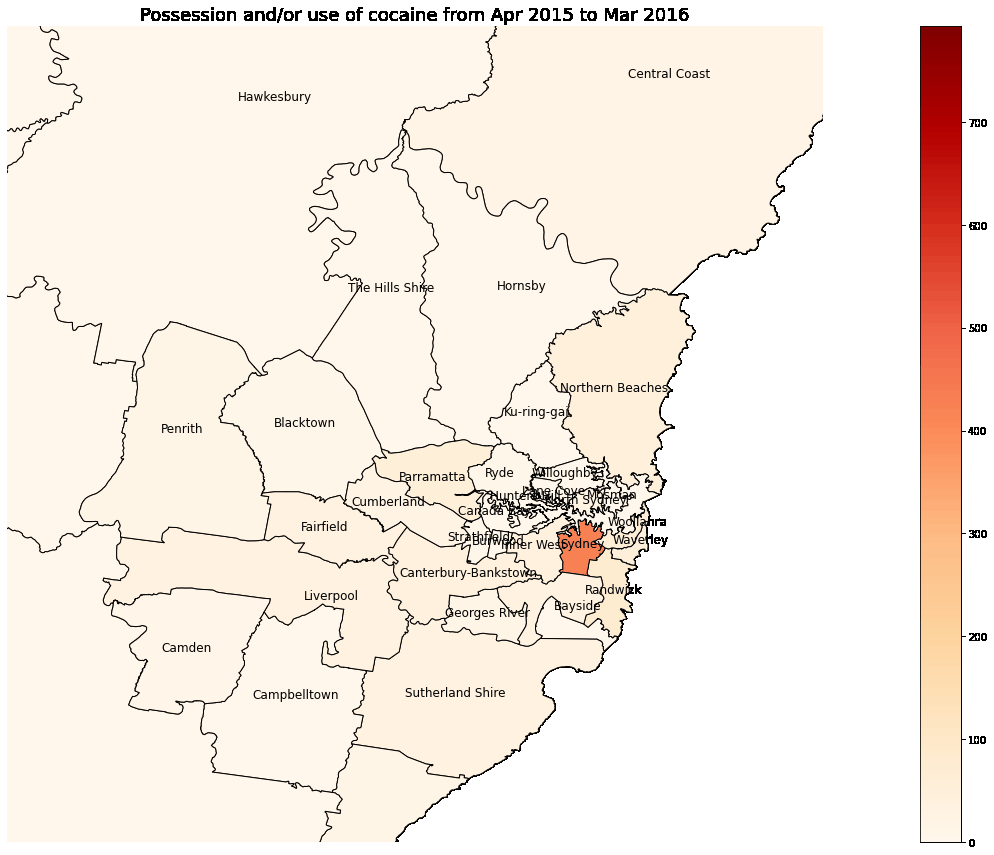 Possession and/or use of cocaine from Apr 2015 to Mar 2016
Central Coast
Hawkesbury
The Hills Shire
Hornsby
Northern Beaches
Ku-ring-gai
Blacktown
Penrith
Parramatta
Ryde
Willoughby
Lane Cove
Mosman
North Sydney
Cumberland
Canada Bay
Fairfield
Woollahra
Strathfield
Burwood
Inner West
Sydney
Waverley
Canterbury-Bankstown
Randwick
Liverpool
Bayside
Georges River
Camden
Sutherland Shire
Campbelltown
700
600
500
400
300
200
100
0